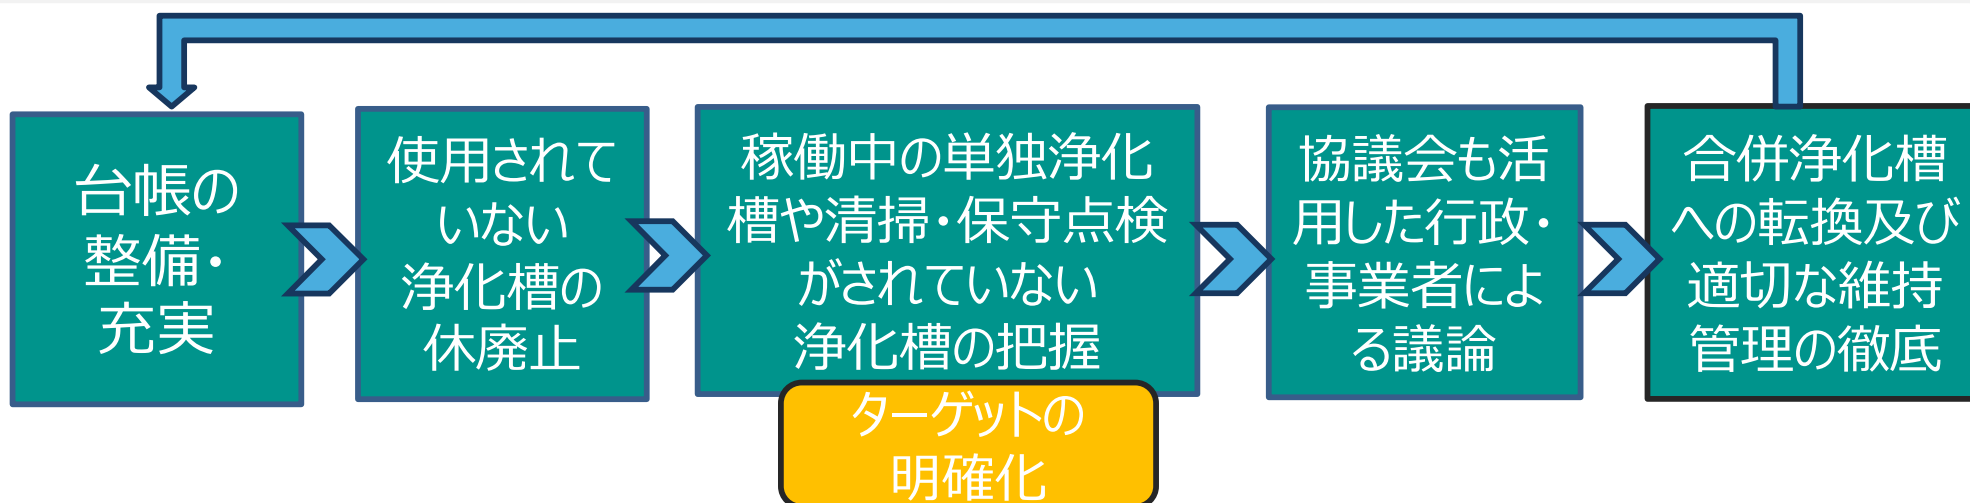 台帳の
整備・
充実
使用されて
いない
浄化槽の
休廃止
稼働中の単独浄化
槽や清掃・保守点検
がされていない
浄化槽の把握
ターゲットの
明確化
協議会も活
用した行政・
事業者によ
る議論
合併浄化槽
への転換及び
適切な維持
管理の徹底